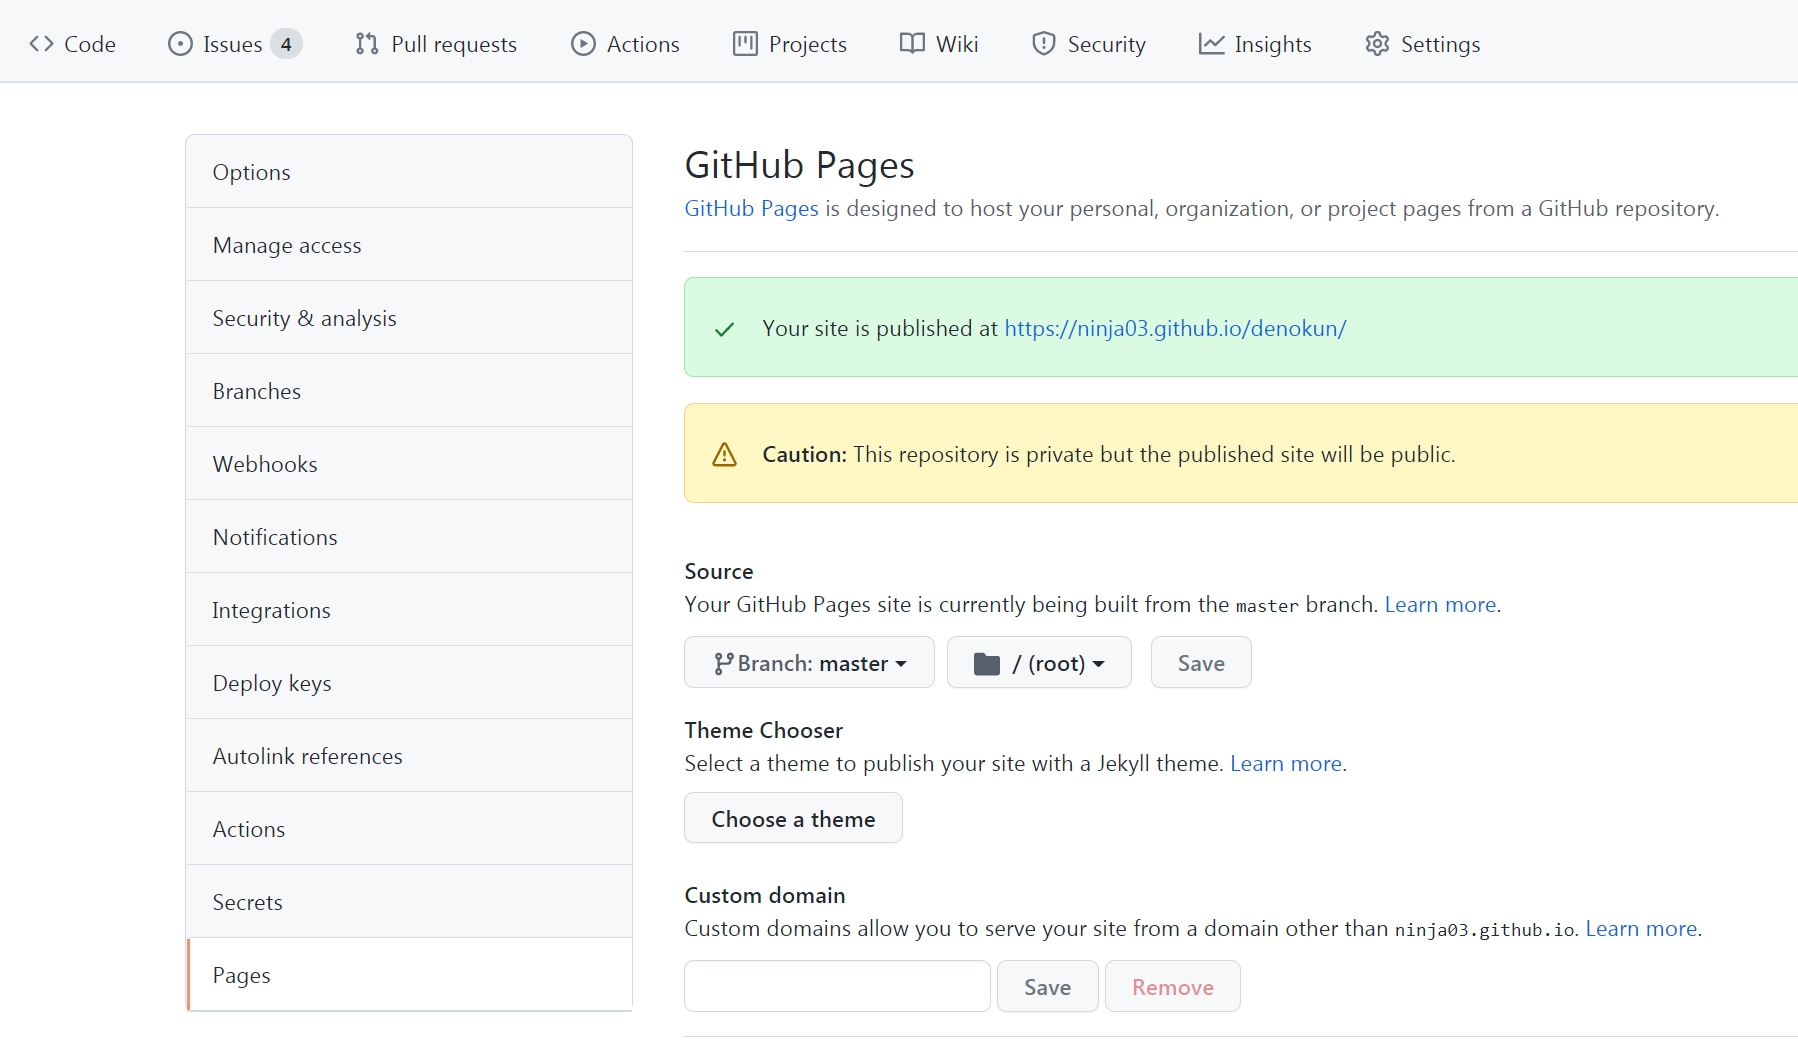 Code Issues 4 Pull requests Actions Projects Wiki Security Insights Settings
Options
Manage access
Security & analysis
Branches
Webhooks
Notifications
Integrations
Deploy keys
Autolink references
Actions
Secrets
Pages
GitHub Pages
GitHub Pages is designed to host your personal, organization, or project pages from a GitHub repository.
Your site is published at https://ninja03.github.io/denokun/
Caution: This repository is private but the published site will be public.
Source
Your GitHub Pages site is currently being built from the master branch. Learn more.
Branch: master / (root) Save
Theme Chooser
Select a theme to publish your site with a Jekyll theme. Learn more.
Choose a theme
Custom domain
Custom domains allow you to serve your site from a domain other than ninja03.github.io. Learn more.
Save Remove